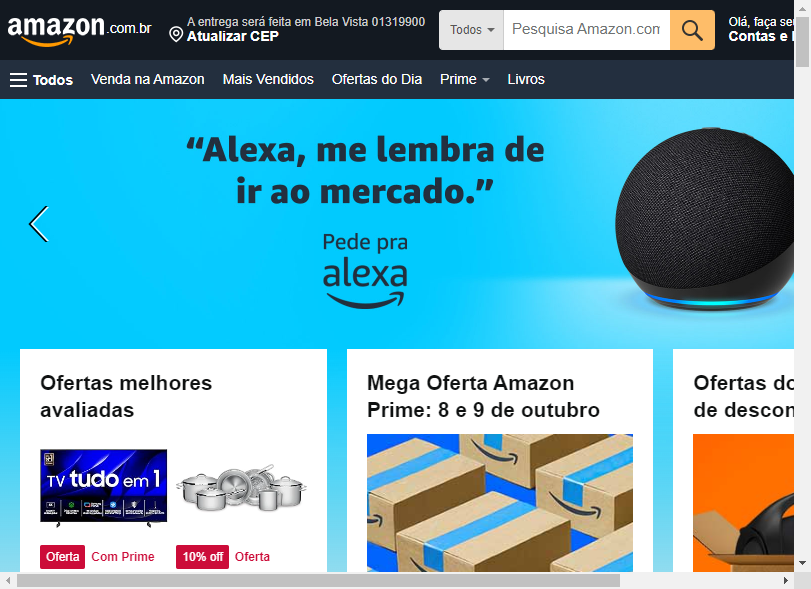 amazon.com.br
A entrega será feita em Bela Vista 01319900
Atualizar CEP
Todos
Pesquisa Amazon.com
Olá, faça
Contas e
Todos
Venda na Amazon
Mais Vendidos
Ofertas do Dia
Prime
Livros
“Alexa, me lembra de
ir ao mercado.”
Pede pra
alexa
Ofertas melhores
avaliadas
TV tudo em 1
Oferta
Com Prime
10% off
Oferta
Mega Oferta Amazon
Prime: 8 e 9 de outubro
Ofertas
de